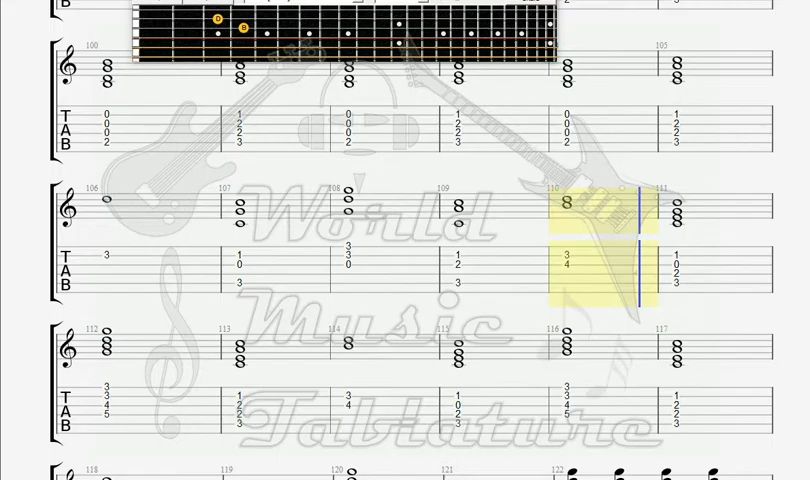 B
2
D
B
100
105
T
A
B
0 1 0 1 0 1
0 2 0 2 0 2
0 2 0 2 0 2
2 3 2 3 2 3
106 107 108 109 110 111
3
T
A
B
3 1 3 1 3 1
0 0 2 4 0
2
3 3 3
112 113 114 115 116 117
3 3
T
A
B
3 1 3 1 3 1
4 2 4 0 4 2
5 2 2 5 2
3 3 3
118 119 120 121 122
World
Music
Tabiature